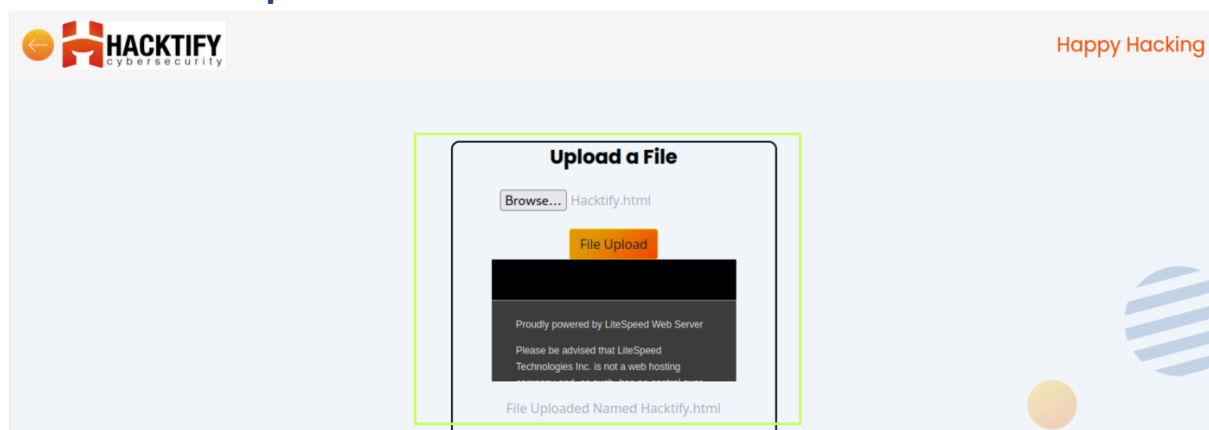 HACKTIFY
cybersecurity
Happy Hacking
Upload a File
Browse... Hacktify.html
File Upload
Proudly powered by LiteSpeed Web Server
Please be advised that LiteSpeed
Technologies Inc. is not a web hosting
File Uploaded Named Hacktify.html